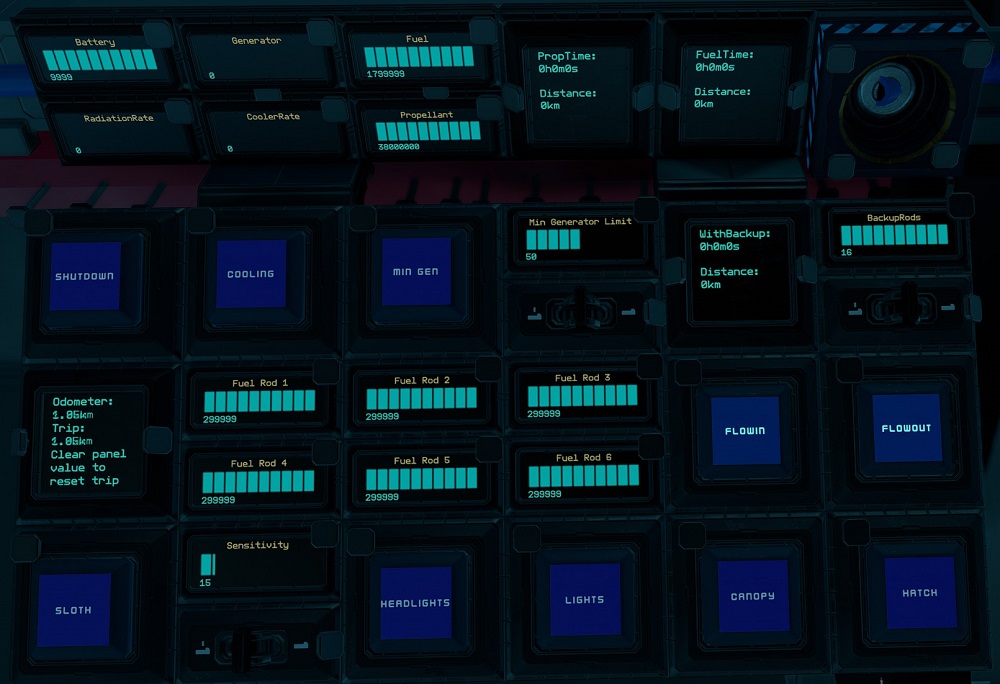 Battery
9999
Generator
0
Fuel
1799999
PropTime:
0h0m0s
Distance:
0km
FuelTime:
0h0m0s
Distance:
0km
RadiationRate
0
CoolerRate
0
Propellant
38000000
SHUTDOWN
COOLING
MIN GEN
Min Generator Limit
50
WithBackup:
0h0m0s
Distance:
0km
BackupRods
16
Odometer:
1.05km
Trip:
1.05km
Clear panel
value to
reset trip
Fuel Rod 1
299999
Fuel Rod 2
299999
Fuel Rod 3
299999
FLOWIN
FLOWOUT
Fuel Rod 4
299999
Fuel Rod 5
299999
Fuel Rod 6
299999
SLOTH
Sensitivity
15
HEADLIGHTS
LIGHTS
CANOPY
HATCH